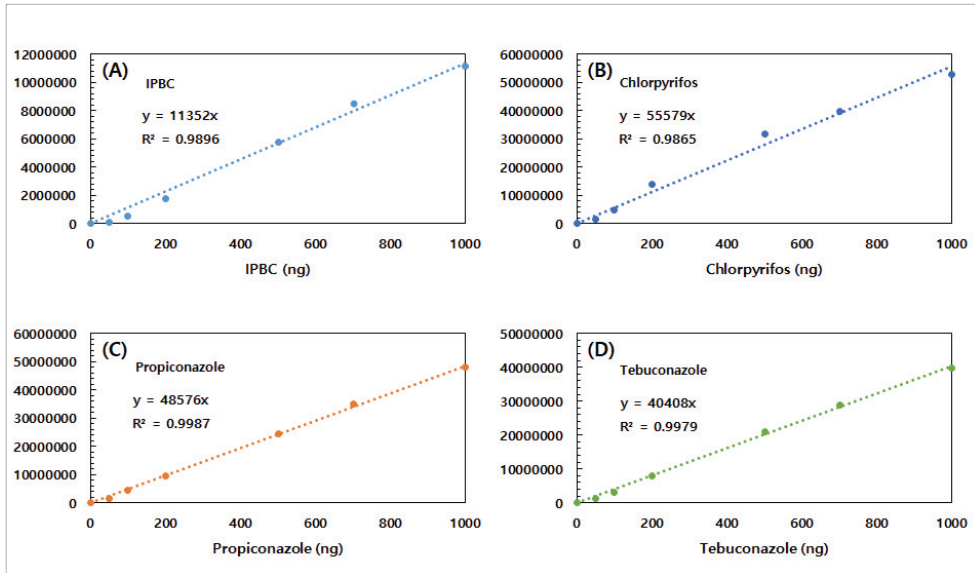 (A)
IPBC
y = 11352x
R² = 0.9896
12000000
10000000
8000000
6000000
4000000
2000000
0
0 200 400 600 800 1000
IPBC (ng)
(B)
Chlorpyrifos
y = 55579x
R² = 0.9865
60000000
50000000
40000000
30000000
20000000
10000000
0
0 200 400 600 800 1000
Chlorpyrifos (ng)
(C)
Propiconazole
y = 48576x
R² = 0.9987
60000000
50000000
40000000
30000000
20000000
10000000
0
0 200 400 600 800 1000
Propiconazole (ng)
(D)
Tebuconazole
y = 40408x
R² = 0.9979
50000000
40000000
30000000
20000000
10000000
0
0 200 400 600 800 1000
Tebuconazole (ng)